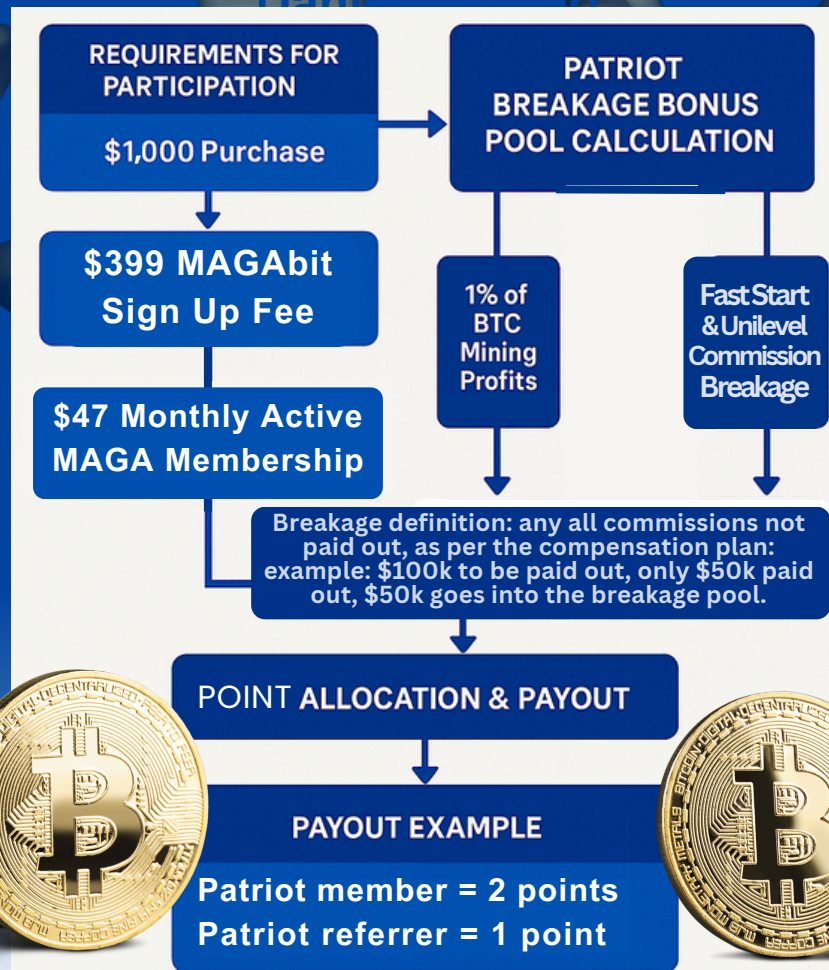 REQUIREMENTS FOR
PARTICIPATION
$1,000 Purchase
PATRIOT
BREAKAGE BONUS
POOL CALCULATION
$399 MAGAbit
Sign Up Fee
$47 Monthly Active
MAGA Membership
1% of
BTC
Mining
Profits
Fast Start
& Unilevel
Commission
Breakage
Breakage definition: any all commissions not
paid out, as per the compensation plan:
example: $100k to be paid out, only $50k paid
out, $50k goes into the breakage pool.
POINT ALLOCATION & PAYOUT
PAYOUT EXAMPLE
Patriot member = 2 points
Patriot referrer = 1 point